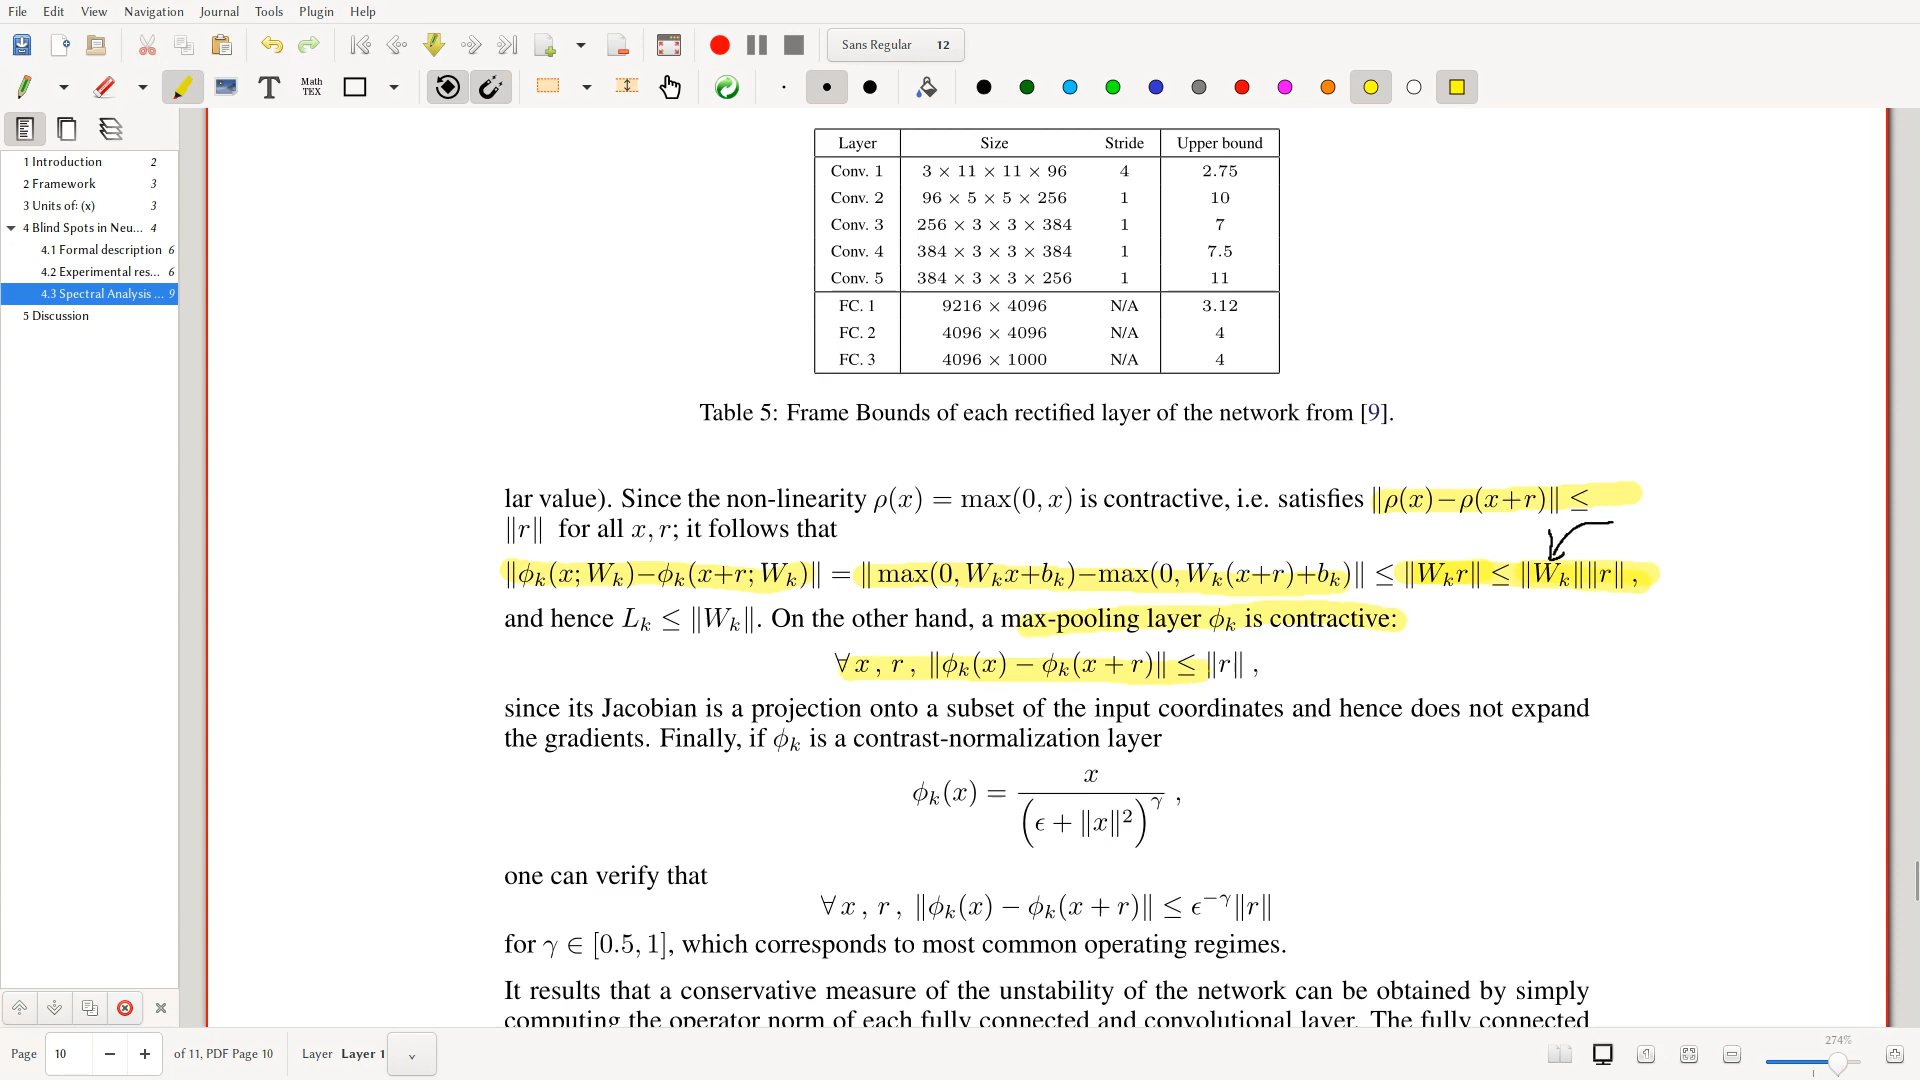 File Edit View Navigation Journal Tools Plugin Help
Sans Regular 12
Math
TEX
1 Introduction 2
2 Framework 3
3 Units of: (x) 3
4 Blind Spots in Neu... 4
4.1 Formal description 6
4.2 Experimental res... 6
4.3 Spectral Analysis ... 9
5 Discussion
Layer Size Stride Upper bound
Conv. 1 3 × 11 × 11 × 96 4 2.75
Conv. 2 96 × 5 × 5 × 256 1 10
Conv. 3 256 × 3 × 3 × 384 1 7
Conv. 4 384 × 3 × 3 × 384 1 7.5
Conv. 5 384 × 3 × 3 × 256 1 11
FC. 1 9216 × 4096 N/A 3.12
FC. 2 4096 × 4096 N/A 4
FC. 3 4096 × 1000 N/A 4
Table 5: Frame Bounds of each rectified layer of the network from [9].
lar value). Since the non-linearity ρ(x) = max(0, x) is contractive, i.e. satisfies ‖ρ(x)−ρ(x+r)‖ ≤
‖r‖ for all x, r; it follows that
‖ϕₖ(x; Wₖ)−ϕₖ(x+r; Wₖ)‖ = ‖ max(0, Wₖx+bₖ)−max(0, Wₖ(x+r)+bₖ)‖ ≤ ‖Wₖr‖ ≤ ‖Wₖ‖‖r‖ ,
and hence Lₖ ≤ ‖Wₖ‖. On the other hand, a max-pooling layer ϕₖ is contractive:
∀ x , r , ‖ϕₖ(x) − ϕₖ(x + r)‖ ≤ ‖r‖ ,
since its Jacobian is a projection onto a subset of the input coordinates and hence does not expand
the gradients. Finally, if ϕₖ is a contrast-normalization layer
ϕₖ(x) = x / (ϵ + ‖x‖²)^γ ,
one can verify that
∀ x , r , ‖ϕₖ(x) − ϕₖ(x + r)‖ ≤ ϵ^−γ‖r‖
for γ ∈ [0.5, 1], which corresponds to most common operating regimes.
It results that a conservative measure of the unstability of the network can be obtained by simply
computing the operator norm of each fully connected and convolutional layer. The fully connected
Page 10 − + of 11, PDF Page 10 Layer Layer 1
274%